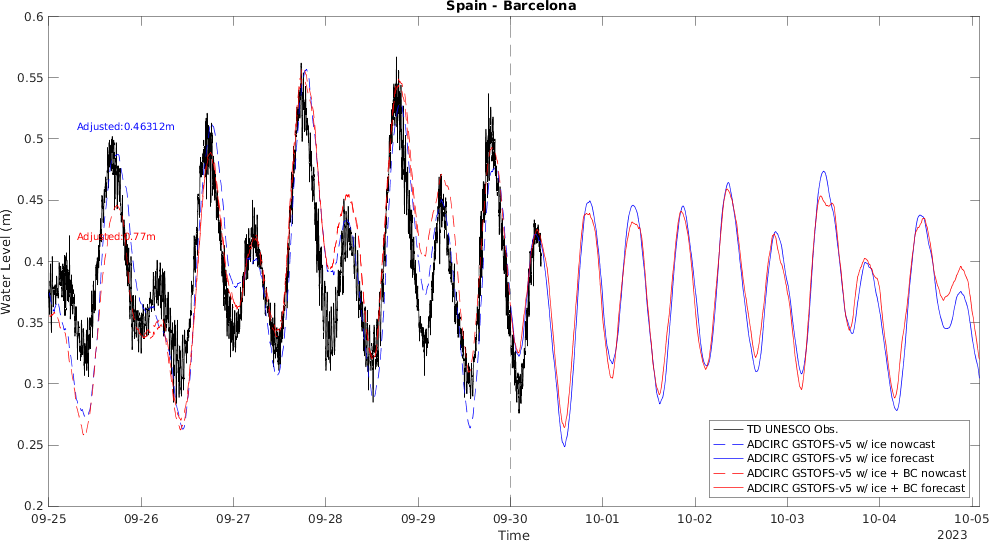 Spain - Barcelona
0.6
0.55
0.5
0.45
0.4
0.35
0.3
0.25
0.2
Water Level (m)
Adjusted:0.46312m
Adjusted:0.77m
TD UNESCO Obs.
ADCIRC GSTOFS-v5 w/ ice nowcast
ADCIRC GSTOFS-v5 w/ ice forecast
ADCIRC GSTOFS-v5 w/ ice + BC nowcast
ADCIRC GSTOFS-v5 w/ ice + BC forecast
09-25 09-26 09-27 09-28 09-29 09-30 10-01 10-02 10-03 10-04 10-05
Time
2023